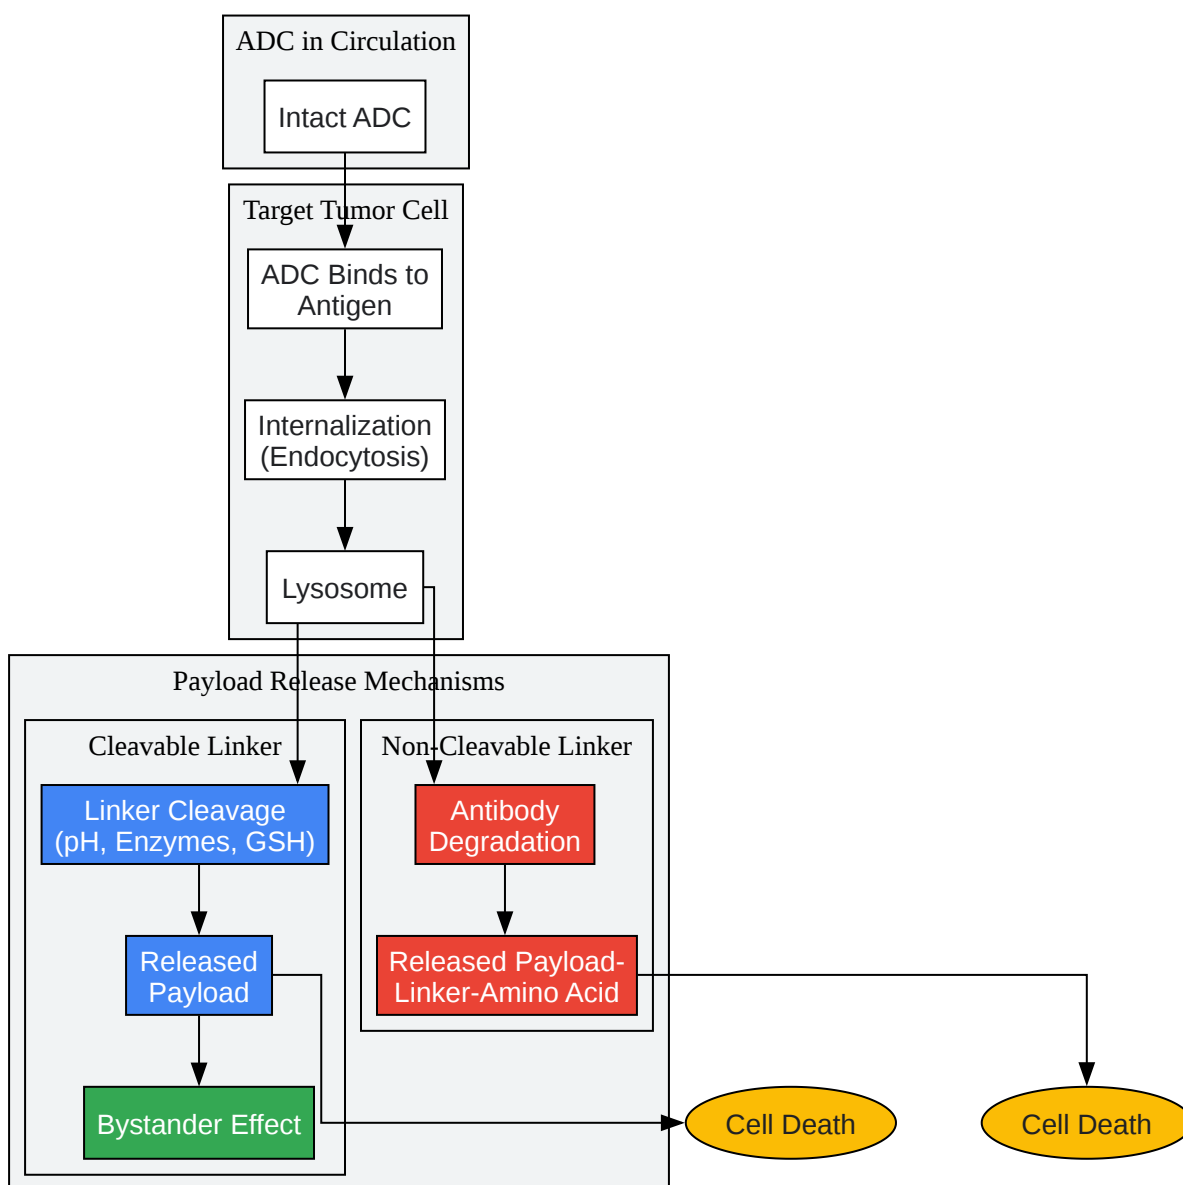 ADC in Circulation
Intact ADC
Target Tumor Cell
ADC Binds to
Antigen
Internalization
(Endocytosis)
Lysosome
Payload Release Mechanisms
Cleavable Linker
Linker Cleavage
(pH, Enzymes, GSH)
Released
Payload
Bystander Effect
Non-Cleavable Linker
Antibody
Degradation
Released Payload-
Linker-Amino Acid
Cell Death
Cell Death